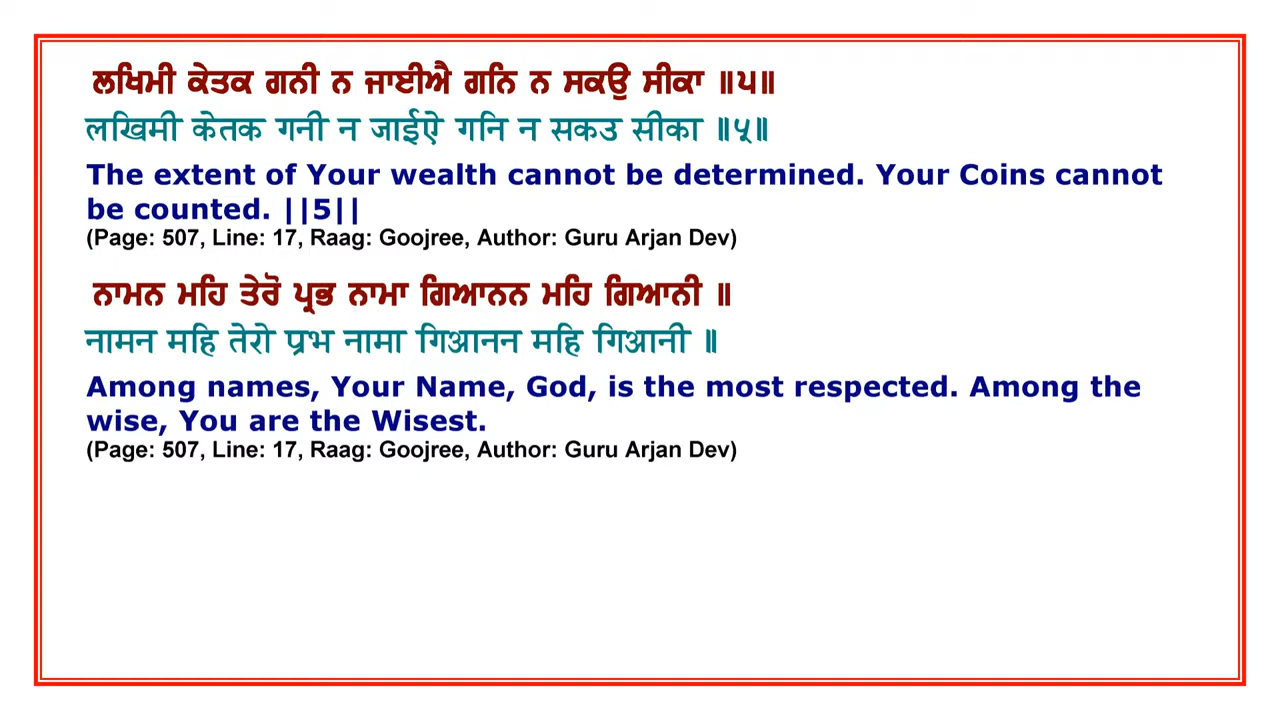 ਲਖਿਮੀ ਕੇਤਕ ਗਨੀ ਨ ਜਾਈਐ ਗਨਿ ਨ ਸਕਉ ਸੀਕਾ ॥੫॥
लखिमी केतक गनी न जाईऐ गनि न सकउ सीका ॥५॥
The extent of Your wealth cannot be determined. Your Coins cannot
be counted. ||5||
(Page: 507, Line: 17, Raag: Goojree, Author: Guru Arjan Dev)
ਨਾਮਨ ਮਹਿ ਤੇਰੋ ਪ੍ਰਭ ਨਾਮਾ ਗਿਆਨਨ ਮਹਿ ਗਿਆਨੀ ॥
नामन महि तेरो प्रभ नामा गिआनन महि गिआनी ॥
Among names, Your Name, God, is the most respected. Among the
wise, You are the Wisest.
(Page: 507, Line: 17, Raag: Goojree, Author: Guru Arjan Dev)